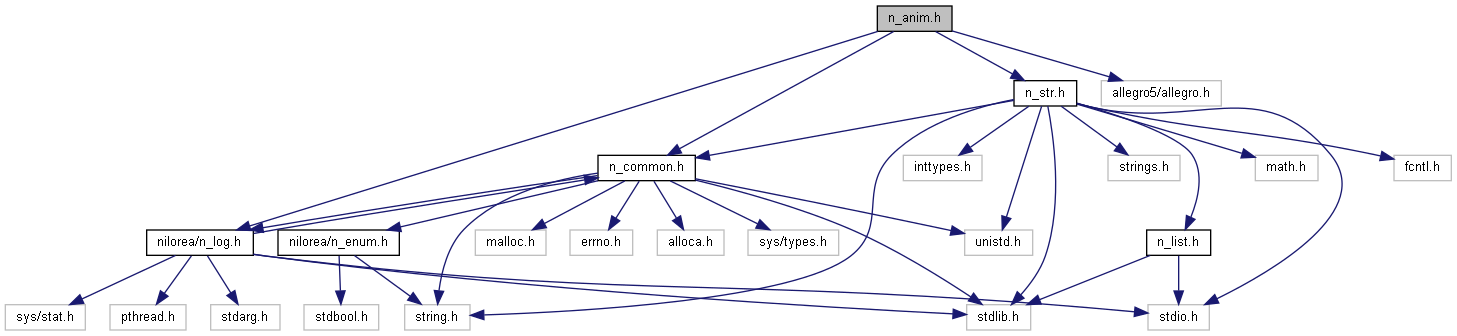 n_anim.h
n_str.h
allegro5/allegro.h
n_common.h
inttypes.h
strings.h
math.h
fcntl.h
nilorea/n_log.h
nilorea/n_enum.h
malloc.h
errno.h
alloca.h
sys/types.h
unistd.h
n_list.h
sys/stat.h
pthread.h
stdarg.h
stdbool.h
string.h
stdlib.h
stdio.h